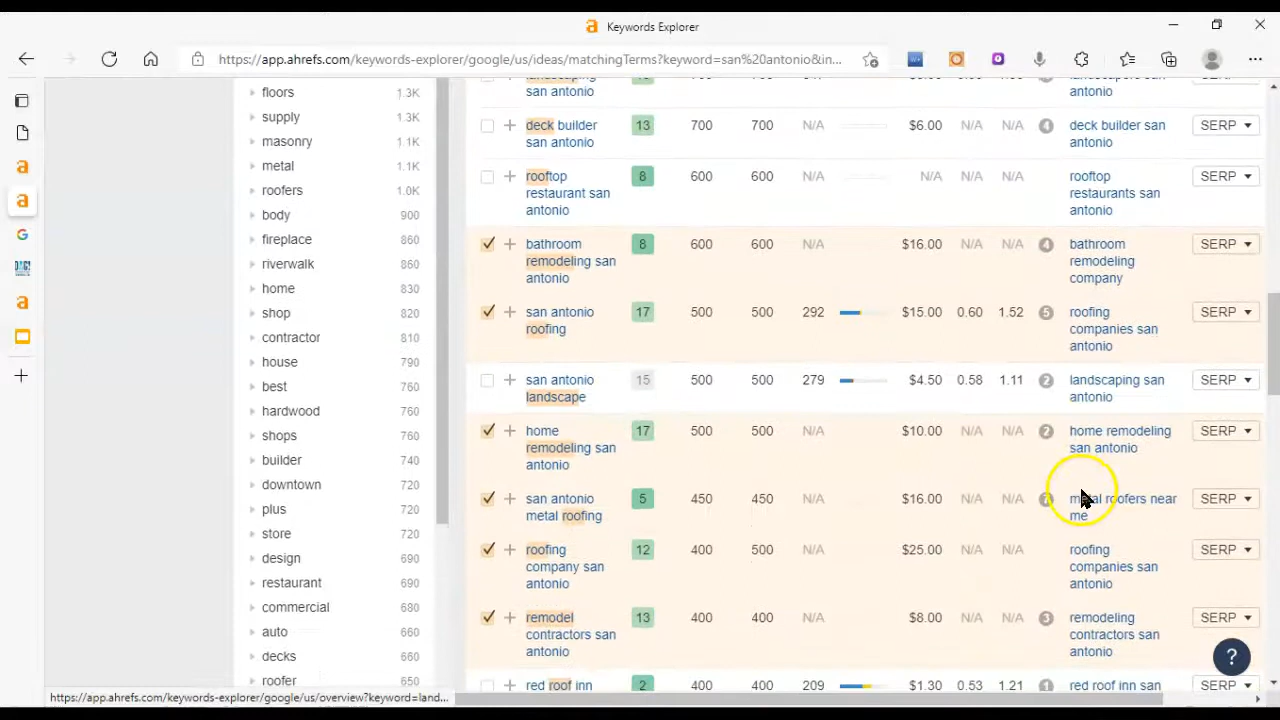 Keywords Explorer
https://app.ahrefs.com/keywords-explorer/google/us/ideas/matchingTerms?keyword=san%20antonio&in...
floors 1.3K
supply 1.3K
masonry 1.1K
metal 1.1K
roofers 1.0K
body 900
fireplace 860
riverwalk 860
home 830
shop 820
contractor 810
house 790
best 760
hardwood 760
shops 760
builder 740
downtown 720
plus 720
store 720
design 690
restaurant 690
commercial 680
auto 660
decks 660
roofer 650
san antonio antonio
deck builder 13 700 700 N/A $6.00 N/A N/A 4 deck builder san SERP
san antonio antonio
rooftop 8 600 600 N/A N/A N/A N/A rooftop SERP
restaurant san restaurants san
antonio antonio
bathroom 8 600 600 N/A $16.00 N/A N/A 4 bathroom SERP
remodeling san remodeling
antonio company
san antonio 17 500 500 292 $15.00 0.60 1.52 5 roofing SERP
roofing companies san
antonio
san antonio 15 500 500 279 $4.50 0.58 1.11 2 landscaping san SERP
landscape antonio
home 17 500 500 N/A $10.00 N/A N/A 2 home remodeling SERP
remodeling san san antonio
antonio
san antonio 5 450 450 N/A $16.00 N/A N/A metal roofers near SERP
metal roofing me
roofing 12 400 500 N/A $25.00 N/A N/A roofing SERP
company san companies san
antonio antonio
remodel 13 400 400 N/A $8.00 N/A N/A 3 remodeling SERP
contractors san contractors san
antonio antonio
red roof inn 2 400 400 209 $1.30 0.53 1.21 1 red roof inn san SERP
?
https://app.ahrefs.com/keywords-explorer/google/us/overview?keyword=land...